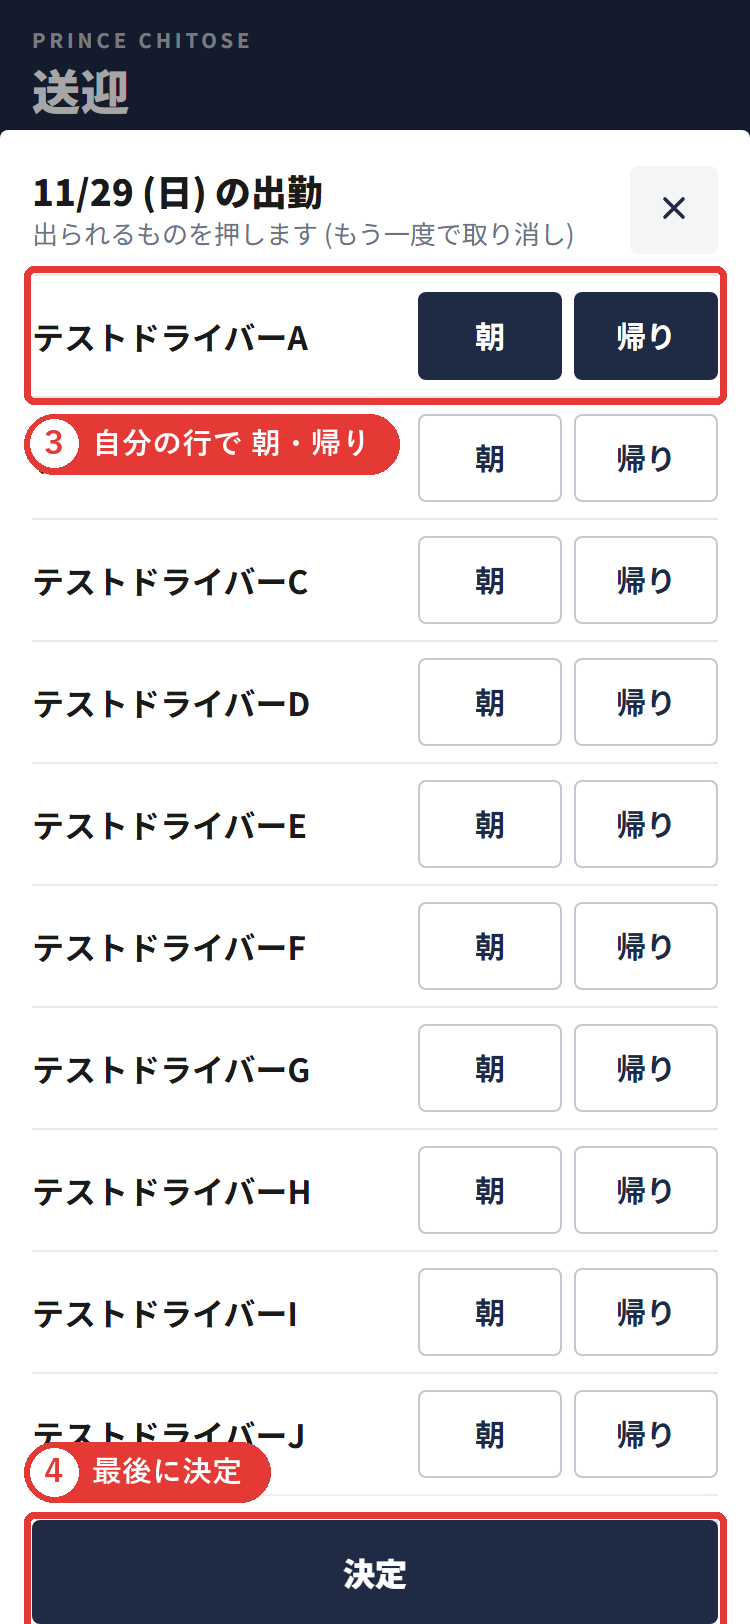 PRINCE CHITOSE
送迎
11/29 (日) の出勤
出られるものを押します (もう一度で取り消し)
×
テストドライバーA 朝 帰り
3 自分の行で 朝・帰り
朝 帰り
テストドライバーC 朝 帰り
テストドライバーD 朝 帰り
テストドライバーE 朝 帰り
テストドライバーF 朝 帰り
テストドライバーG 朝 帰り
テストドライバーH 朝 帰り
テストドライバーI 朝 帰り
テストドライバーJ 朝 帰り
4 最後に決定
決定